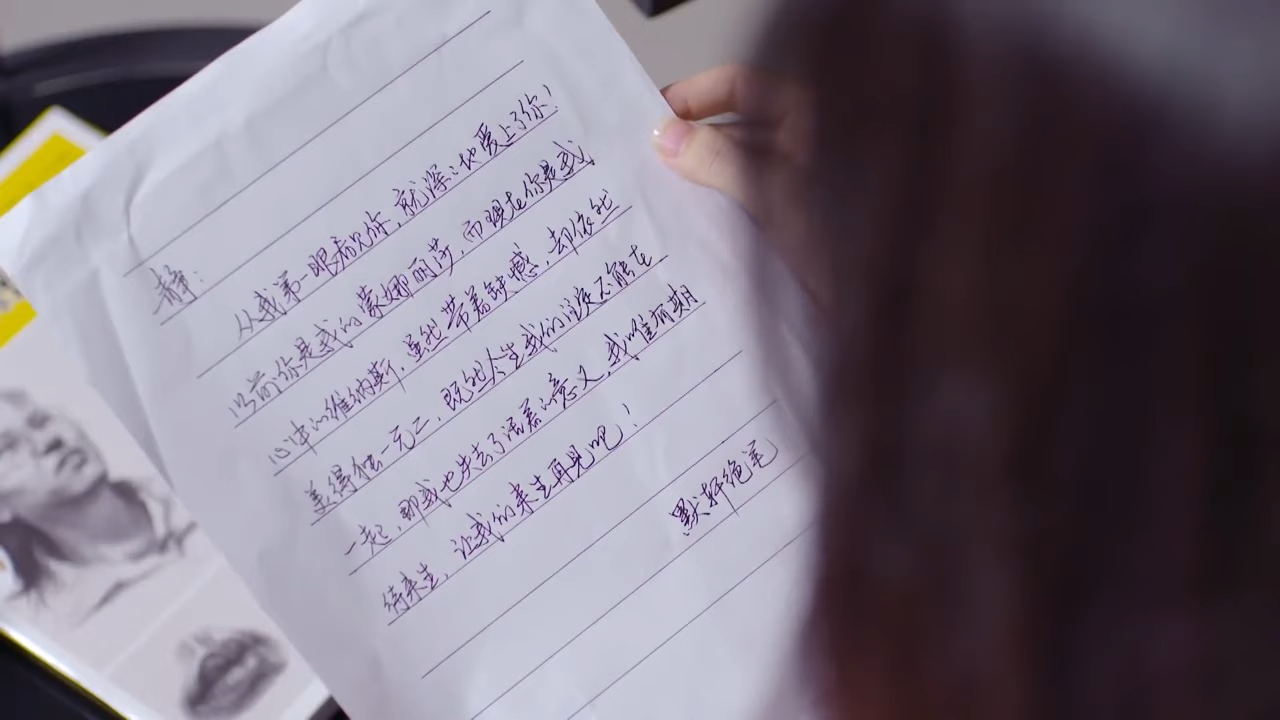 静：
从我第一眼看见你，就深深地爱上了你！
以前你是我的蒙娜丽莎，而现在你是我
心中的维纳斯，虽然带着缺憾，却依然
美得独一无二，既然今生我们注定不能在
一起，那我也失去了活着的意义，我唯有期
待来生，让我们来生再见吧！
默轩绝笔